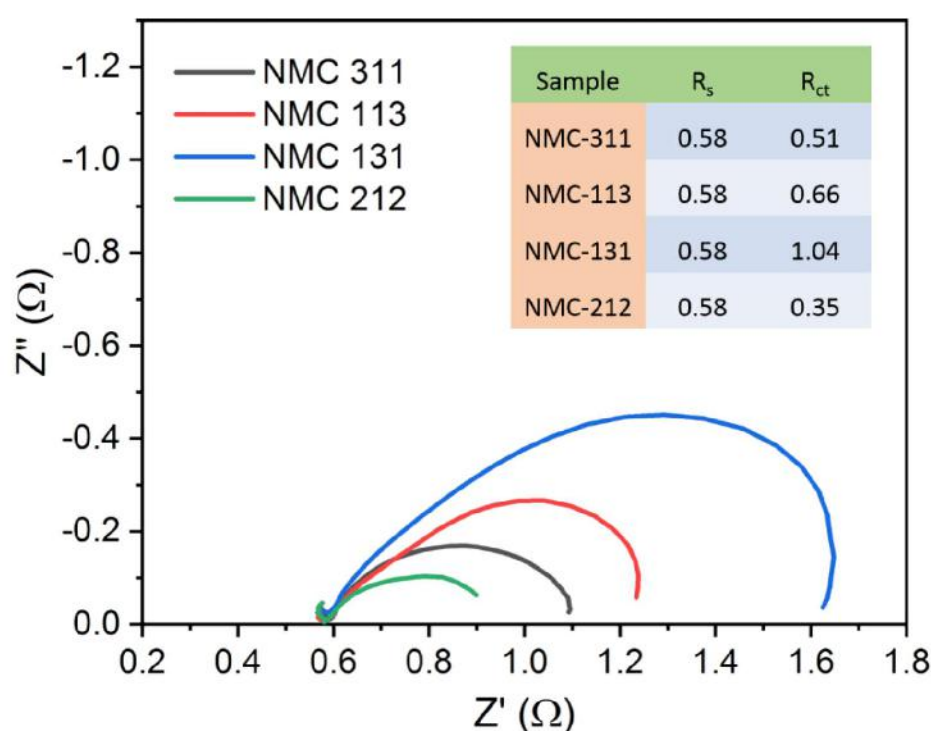 NMC 311
NMC 113
NMC 131
NMC 212
Sample Rs Rct
NMC-311 0.58 0.51
NMC-113 0.58 0.66
NMC-131 0.58 1.04
NMC-212 0.58 0.35
Z'' (Ω)
-1.2
-1.0
-0.8
-0.6
-0.4
-0.2
0.0
0.2 0.4 0.6 0.8 1.0 1.2 1.4 1.6 1.8
Z' (Ω)